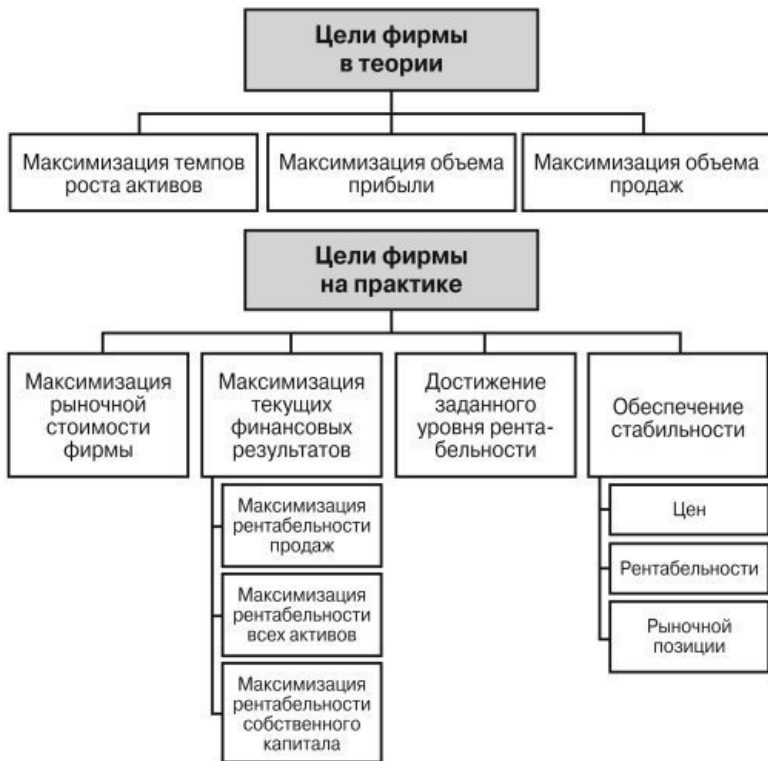 Цели фирмы
в теории
Максимизация темпов
роста активов
Максимизация объема
прибыли
Максимизация объема
продаж
Цели фирмы
на практике
Максимизация
рыночной
стоимости
фирмы
Максимизация
текущих
финансовых
результатов
Достижение
заданного
уровня рента-
бельности
Обеспечение
стабильности
Максимизация
рентабельности
продаж
Максимизация
рентабельности
всех активов
Максимизация
рентабельности
собственного
капитала
Цен
Рентабельности
Рыночной
позиции